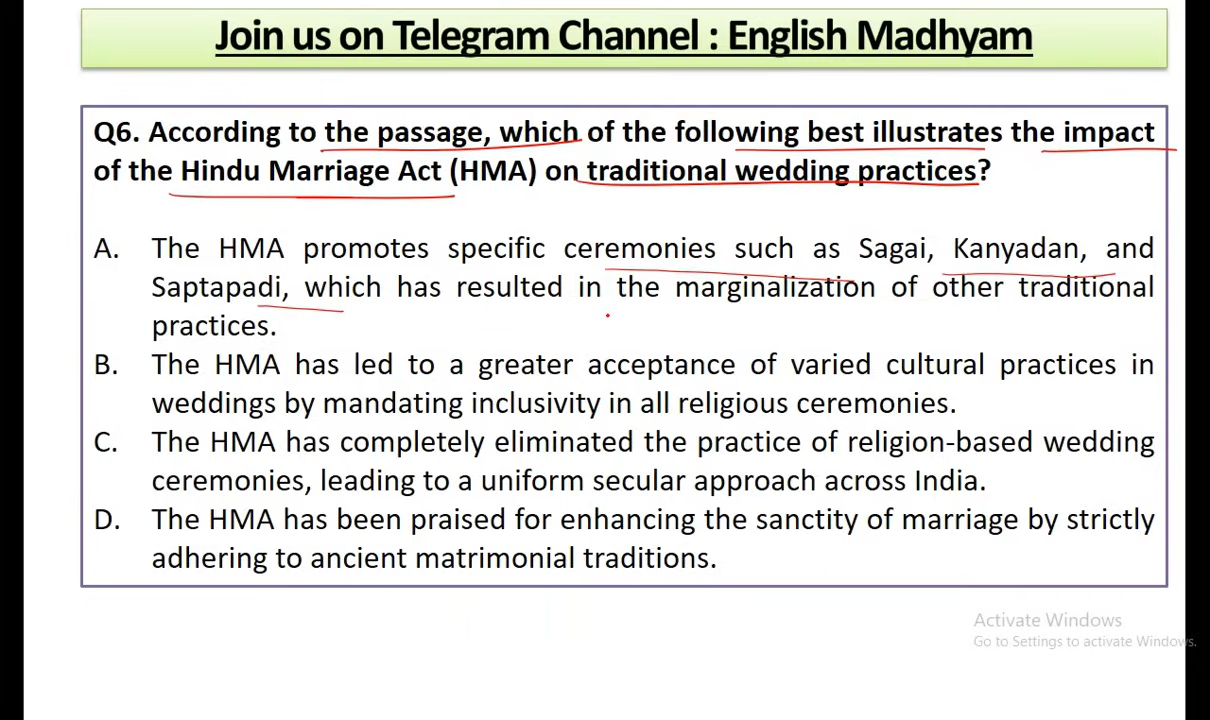 Join us on Telegram Channel : English Madhyam
Q6. According to the passage, which of the following best illustrates the impact
of the Hindu Marriage Act (HMA) on traditional wedding practices?
A. The HMA promotes specific ceremonies such as Sagai, Kanyadan, and
Saptapadi, which has resulted in the marginalization of other traditional
practices.
B. The HMA has led to a greater acceptance of varied cultural practices in
weddings by mandating inclusivity in all religious ceremonies.
C. The HMA has completely eliminated the practice of religion-based wedding
ceremonies, leading to a uniform secular approach across India.
D. The HMA has been praised for enhancing the sanctity of marriage by strictly
adhering to ancient matrimonial traditions.
Activate Windows
Go to Settings to activate Windows.